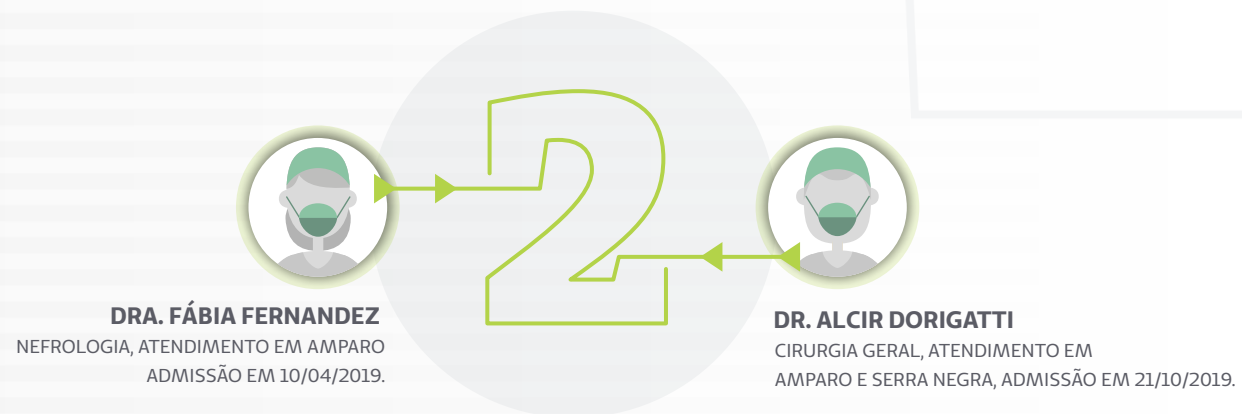 2
DRA. FÁBIA FERNANDEZ
NEFROLOGIA, ATENDIMENTO EM AMPARO
ADMISSÃO EM 10/04/2019.
DR. ALCIR DORIGATTI
CIRURGIA GERAL, ATENDIMENTO EM
AMPARO E SERRA NEGRA, ADMISSÃO EM 21/10/2019.